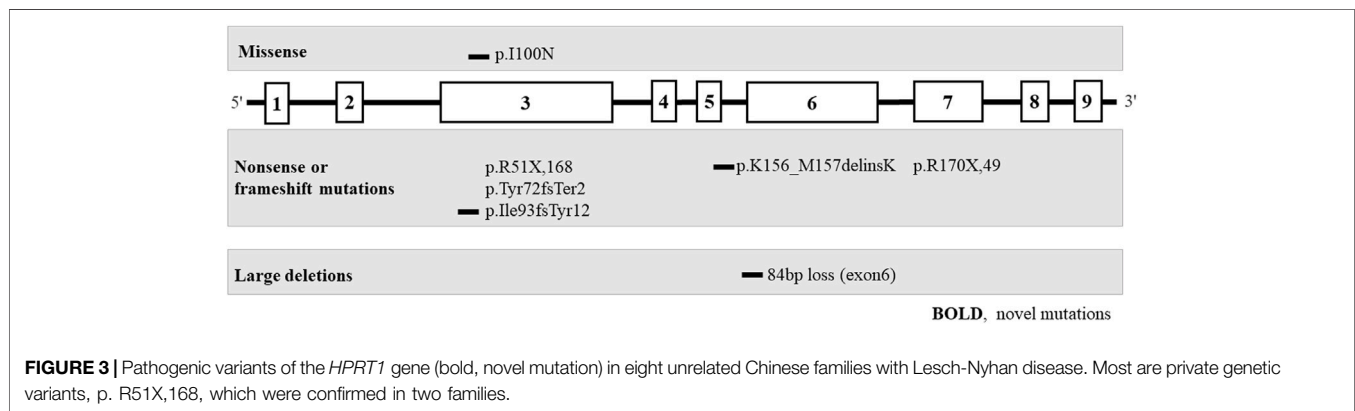 Missense
p.I100N
5' 1 2 3 4 5 6 7 8 9 3'
Nonsense or
frameshift mutations
p.R51X,168
p.Tyr72fsTer2
p.Ile93fsTyr12
p.K156_M157delinsK
p.R170X,49
Large deletions
84bp loss (exon6)
BOLD, novel mutations
FIGURE 3 | Pathogenic variants of the HPRT1 gene (bold, novel mutation) in eight unrelated Chinese families with Lesch-Nyhan disease. Most are private genetic
variants, p. R51X,168, which were confirmed in two families.